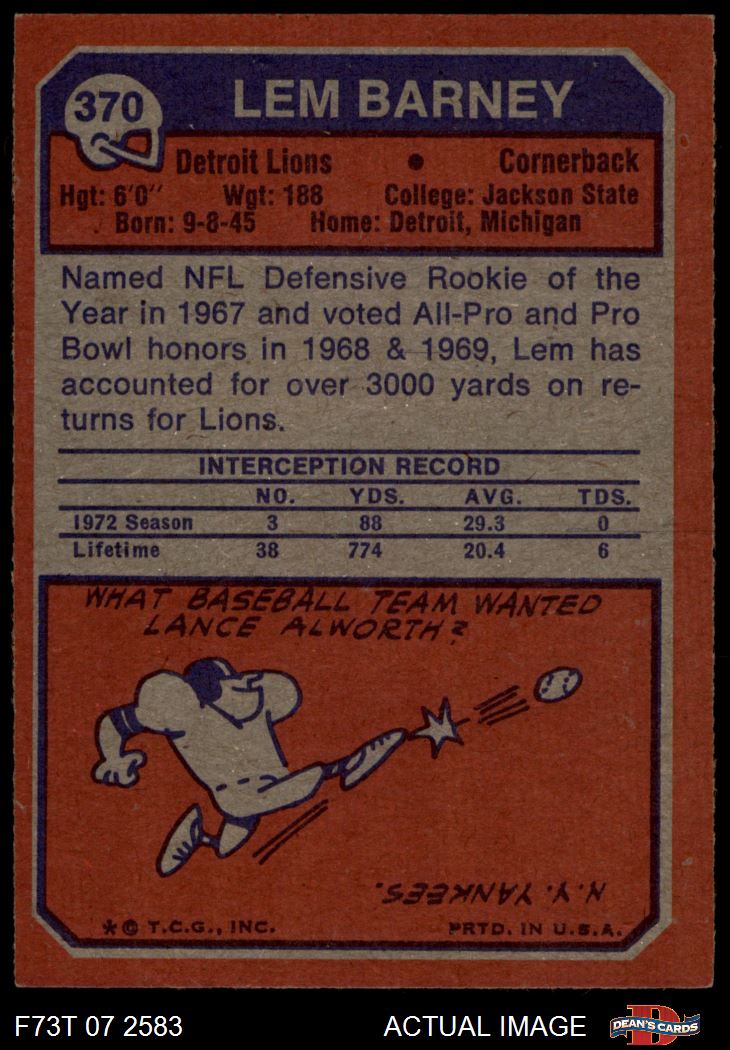 370
LEM BARNEY
Detroit Lions • Cornerback
Hgt: 6'0" Wgt: 188 College: Jackson State
Born: 9-8-45 Home: Detroit, Michigan
Named NFL Defensive Rookie of the
Year in 1967 and voted All-Pro and Pro
Bowl honors in 1968 & 1969, Lem has
accounted for over 3000 yards on re-
turns for Lions.
INTERCEPTION RECORD
NO. YDS. AVG. TDS.
1972 Season 3 88 29.3 0
Lifetime 38 774 20.4 6
WHAT BASEBALL TEAM WANTED
LANCE ALWORTH?
N.Y. YANKEES.
*© T.C.G., INC. PRTD. IN U.S.A.
F73T 07 2583 ACTUAL IMAGE
D
DEAN'S CARDS